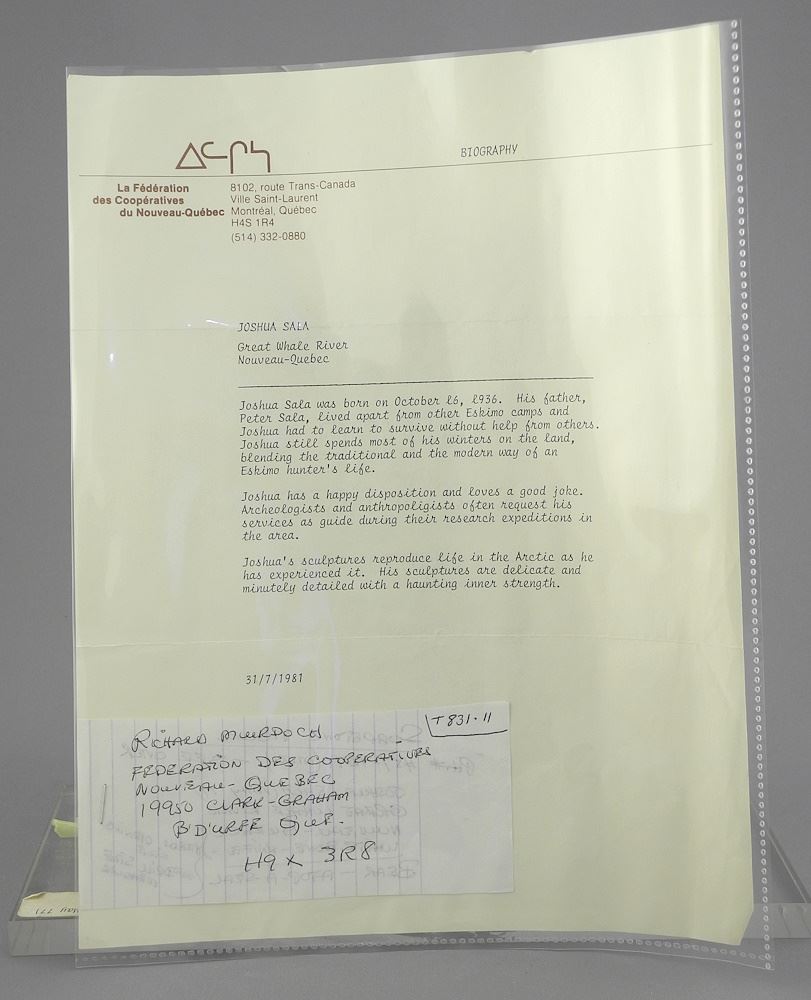 ᐃᓚᒋᓴ
BIOGRAPHY
La Fédération
des Coopératives
du Nouveau-Québec
8102, route Trans-Canada
Ville Saint-Laurent
Montréal, Québec
H4S 1R4
(514) 332-0880
JOSHUA SALA
Great Whale River
Nouveau-Quebec
Joshua Sala was born on October 16, 1936. His father,
Peter Sala, lived apart from other Eskimo camps and
Joshua had to learn to survive without help from others.
Joshua still spends most of his winters on the land,
blending the traditional and the modern way of an
Eskimo hunter's life.
Joshua has a happy disposition and loves a good joke.
Archeologists and anthropoligists often request his
services as guide during their research expeditions in
the area.
Joshua's sculptures reproduce life in the Arctic as he
has experienced it. His sculptures are delicate and
minutely detailed with a haunting inner strength.
31/7/1981
T 831·11
RICHARD MURDOCH
FEDERATION DES COOPERATIVES
NOUVEAU-QUEBEC
19950 CLARK-GRAHAM
B'D'URFE QUE.
H9X 3R8
May 77)